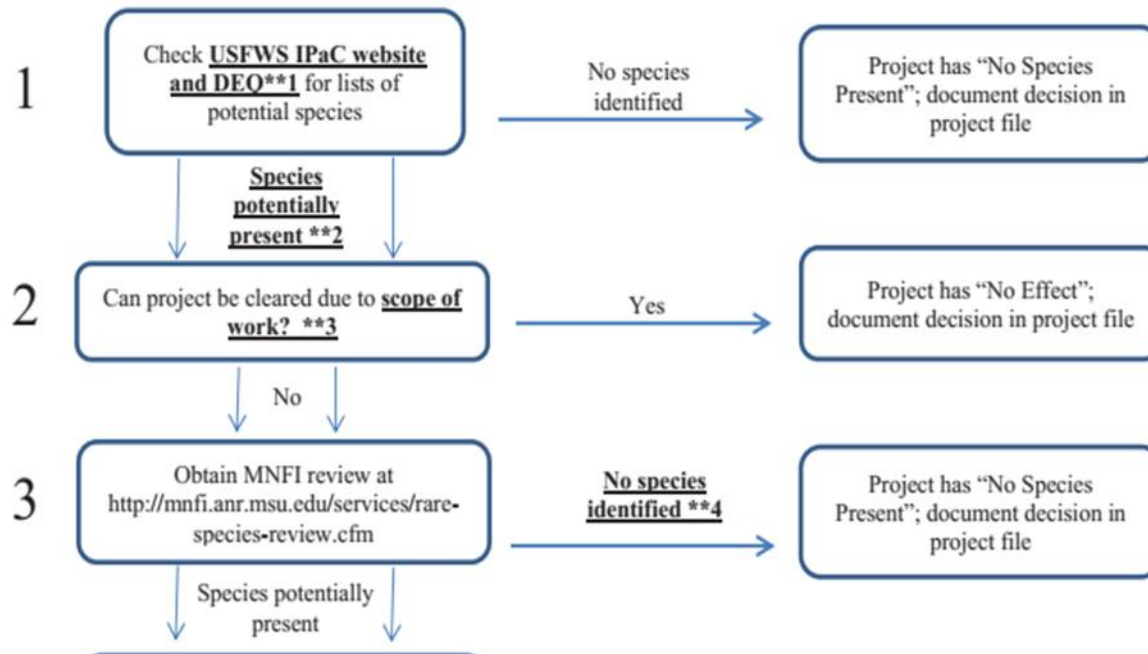 1
Check USFWS IPaC website
and DEQ**1 for lists of
potential species
No species
identified
Project has “No Species
Present”; document decision in
project file
Species
potentially
present **2
2
Can project be cleared due to scope of
work? **3
Yes
Project has “No Effect”;
document decision in project file
No
3
Obtain MNFI review at
http://mnfi.anr.msu.edu/services/rare-
species-review.cfm
No species
identified **4
Project has “No Species
Present”; document decision in
project file
Species potentially
present